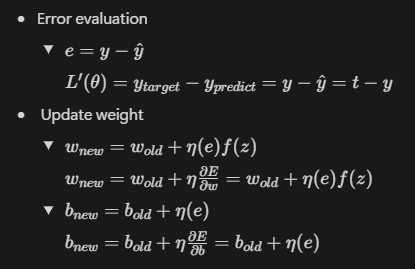 • Error evaluation
▼ e = y − ŷ
L′(θ) = y_target − y_predict = y − ŷ = t − y
• Update weight
▼ w_new = w_old + η(e)f(z)
w_new = w_old + η ∂E/∂w = w_old + η(e)f(z)
▼ b_new = b_old + η(e)
b_new = b_old + η ∂E/∂b = b_old + η(e)